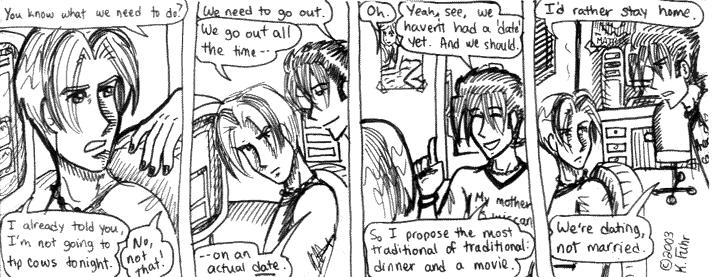 You know what we need to do?
I already told you,
I'm not going to
tip cows tonight.
No,
not
that!
We need to go out.
We go out all
the time--
--on an
actual date.
Oh.
Yeah, see, we
haven't had a 'date'
yet. And we should.
My mother
So I propose the most
traditional of traditional:
dinner and a movie.
I'd rather stay home.
We're dating,
not married.
©2003
K. Fuhr